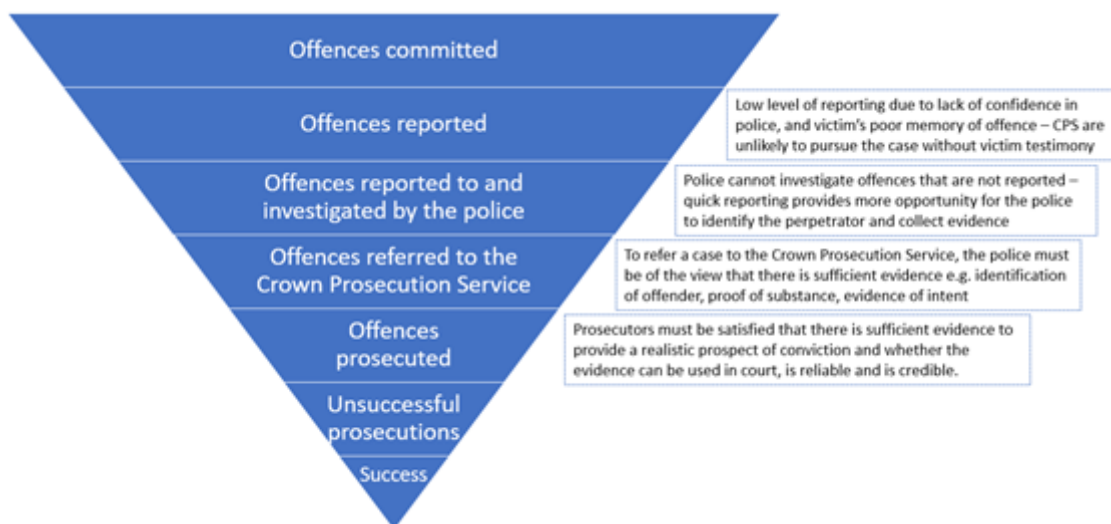 Offences committed
Offences reported
Low level of reporting due to lack of confidence in
police, and victim's poor memory of offence – CPS are
unlikely to pursue the case without victim testimony
Offences reported to and
investigated by the police
Police cannot investigate offences that are not reported –
quick reporting provides more opportunity for the police
to identify the perpetrator and collect evidence
Offences referred to the
Crown Prosecution Service
To refer a case to the Crown Prosecution Service, the police must
be of the view that there is sufficient evidence e.g. identification
of offender, proof of substance, evidence of intent
Offences
prosecuted
Prosecutors must be satisfied that there is sufficient evidence to
provide a realistic prospect of conviction and whether the
evidence can be used in court, is reliable and is credible.
Unsuccessful
prosecutions
Success